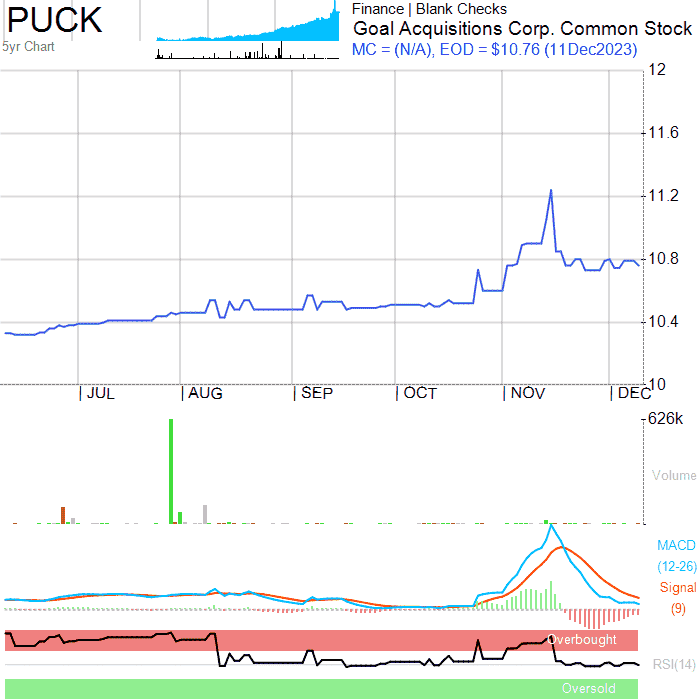 PUCK
5yr Chart
Finance | Blank Checks
Goal Acquisitions Corp. Common Stock
MC = (N/A), EOD = $10.76 (11Dec2023)
12
11.6
11.2
10.8
10.4
10
JUL
AUG
SEP
OCT
NOV
DEC
626k
Volume
MACD
(12-26)
Signal
(9)
Overbought
RSI(14)
Oversold